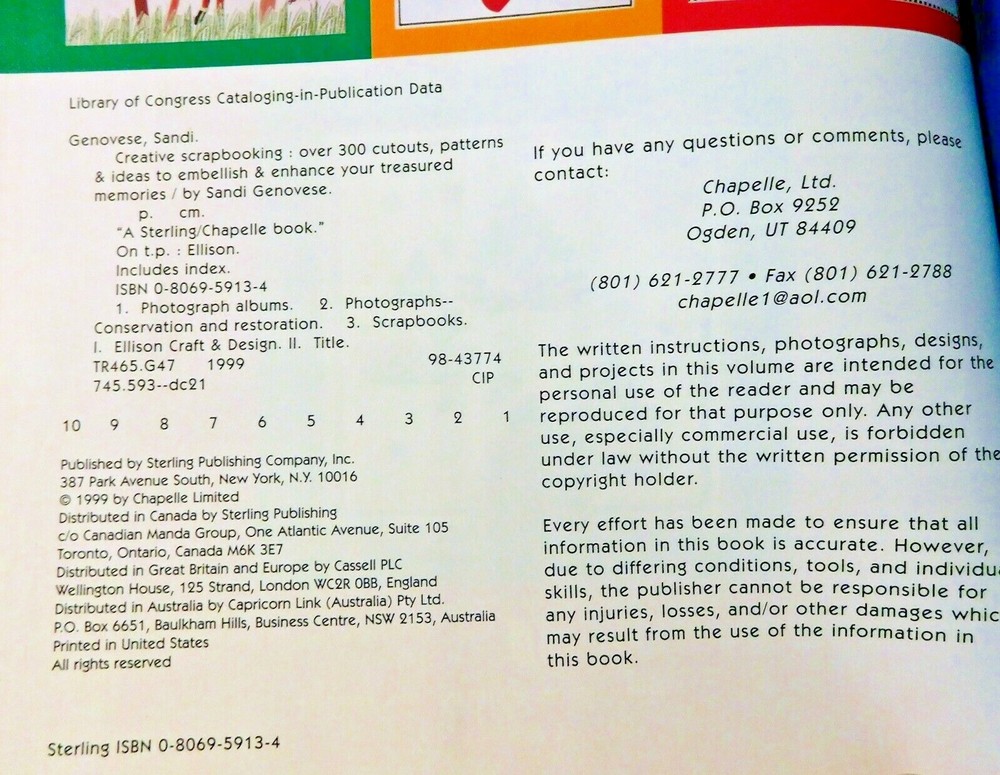 Library of Congress Cataloging-in-Publication Data
Genovese, Sandi.
Creative scrapbooking : over 300 cutouts, patterns
& ideas to embellish & enhance your treasured
memories / by Sandi Genovese.
p. cm.
"A Sterling/Chapelle book."
On t.p. : Ellison.
Includes index.
ISBN 0-8069-5913-4
1. Photograph albums. 2. Photographs--
Conservation and restoration. 3. Scrapbooks.
I. Ellison Craft & Design. II. Title.
TR465.G47 1999 98-43774
745.593--dc21 CIP
10 9 8 7 6 5 4 3 2 1
Published by Sterling Publishing Company, Inc.
387 Park Avenue South, New York, N.Y. 10016
© 1999 by Chapelle Limited
Distributed in Canada by Sterling Publishing
c/o Canadian Manda Group, One Atlantic Avenue, Suite 105
Toronto, Ontario, Canada M6K 3E7
Distributed in Great Britain and Europe by Cassell PLC
Wellington House, 125 Strand, London WC2R 0BB, England
Distributed in Australia by Capricorn Link (Australia) Pty Ltd.
P.O. Box 6651, Baulkham Hills, Business Centre, NSW 2153, Australia
Printed in United States
All rights reserved
Sterling ISBN 0-8069-5913-4
If you have any questions or comments, please
contact:
Chapelle, Ltd.
P.O. Box 9252
Ogden, UT 84409
(801) 621-2777 • Fax (801) 621-2788
chapelle1@aol.com
The written instructions, photographs, designs,
and projects in this volume are intended for the
personal use of the reader and may be
reproduced for that purpose only. Any other
use, especially commercial use, is forbidden
under law without the written permission of the
copyright holder.
Every effort has been made to ensure that all
information in this book is accurate. However,
due to differing conditions, tools, and individu
skills, the publisher cannot be responsible for
any injuries, losses, and/or other damages whic
may result from the use of the information in
this book.